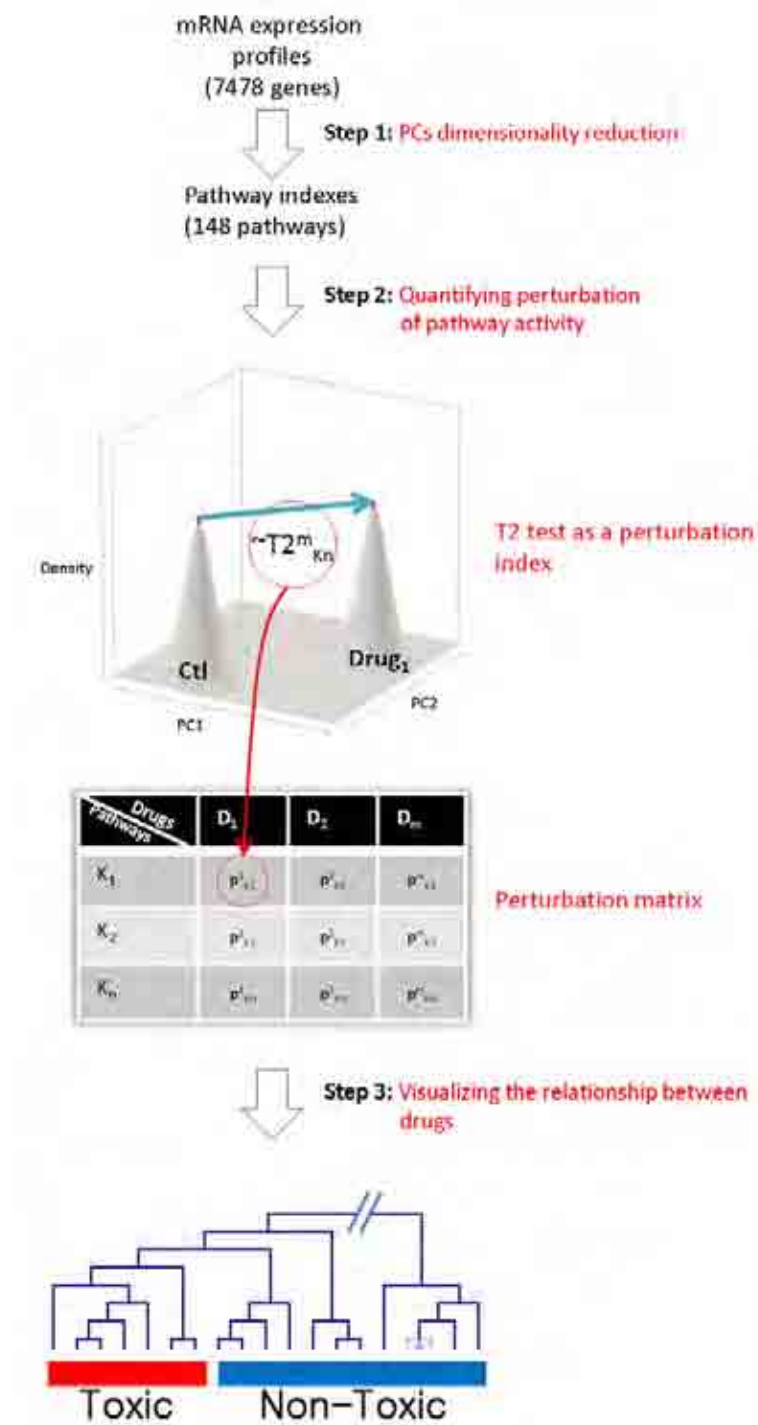 mRNA expression
profiles
(7478 genes)
Step 1: PCs dimensionality reduction
Pathway indexes
(148 pathways)
Step 2: Quantifying perturbation
of pathway activity
~T2ᵐ Kn
T2 test as a perturbation
index
Density
Ctl
Drug₁
PC1
PC2
Drugs
Pathways
D₁
D₂
Dₘ
K₁
K₂
Kₙ
Perturbation matrix
Step 3: Visualizing the relationship between
drugs
Toxic
Non-Toxic